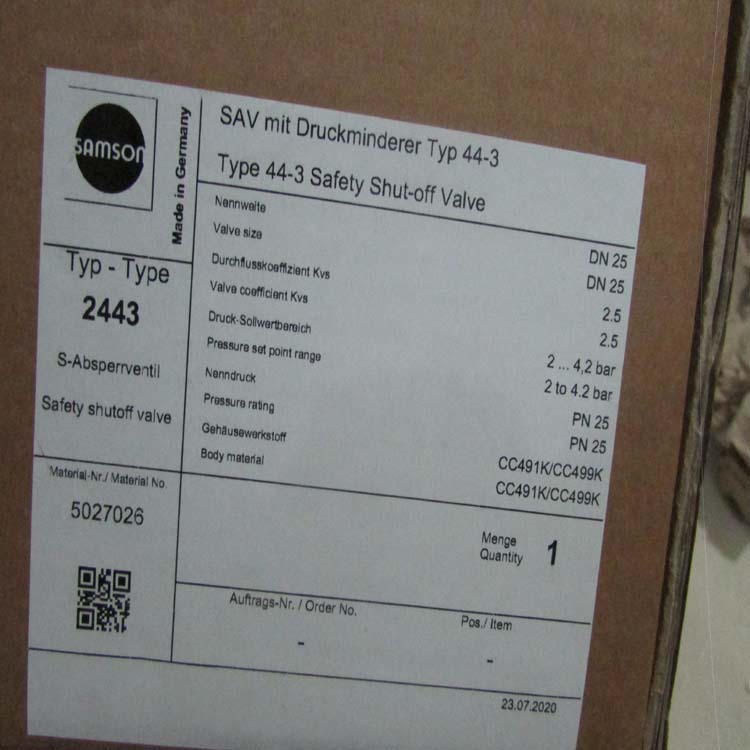 SAMSON
Made in Germany
SAV mit Druckminderer Typ 44-3
Type 44-3 Safety Shut-off Valve
Typ - Type
2443
S-Absperrventil
Safety shutoff valve
Nennweite DN 25
Valve size DN 25
Durchflusskoeffizient Kvs 2.5
Valve coefficient Kvs 2.5
Druck-Sollwertbereich 2 ... 4,2 bar
Pressure set point range 2 to 4.2 bar
Nenndruck PN 25
Pressure rating PN 25
Gehäusewerkstoff CC491K/CC499K
Body material CC491K/CC499K
Material-Nr./ Material No.
5027026
Menge
Quantity 1
Auftrags-Nr. / Order No. Pos./ Item
- -
23.07.2020